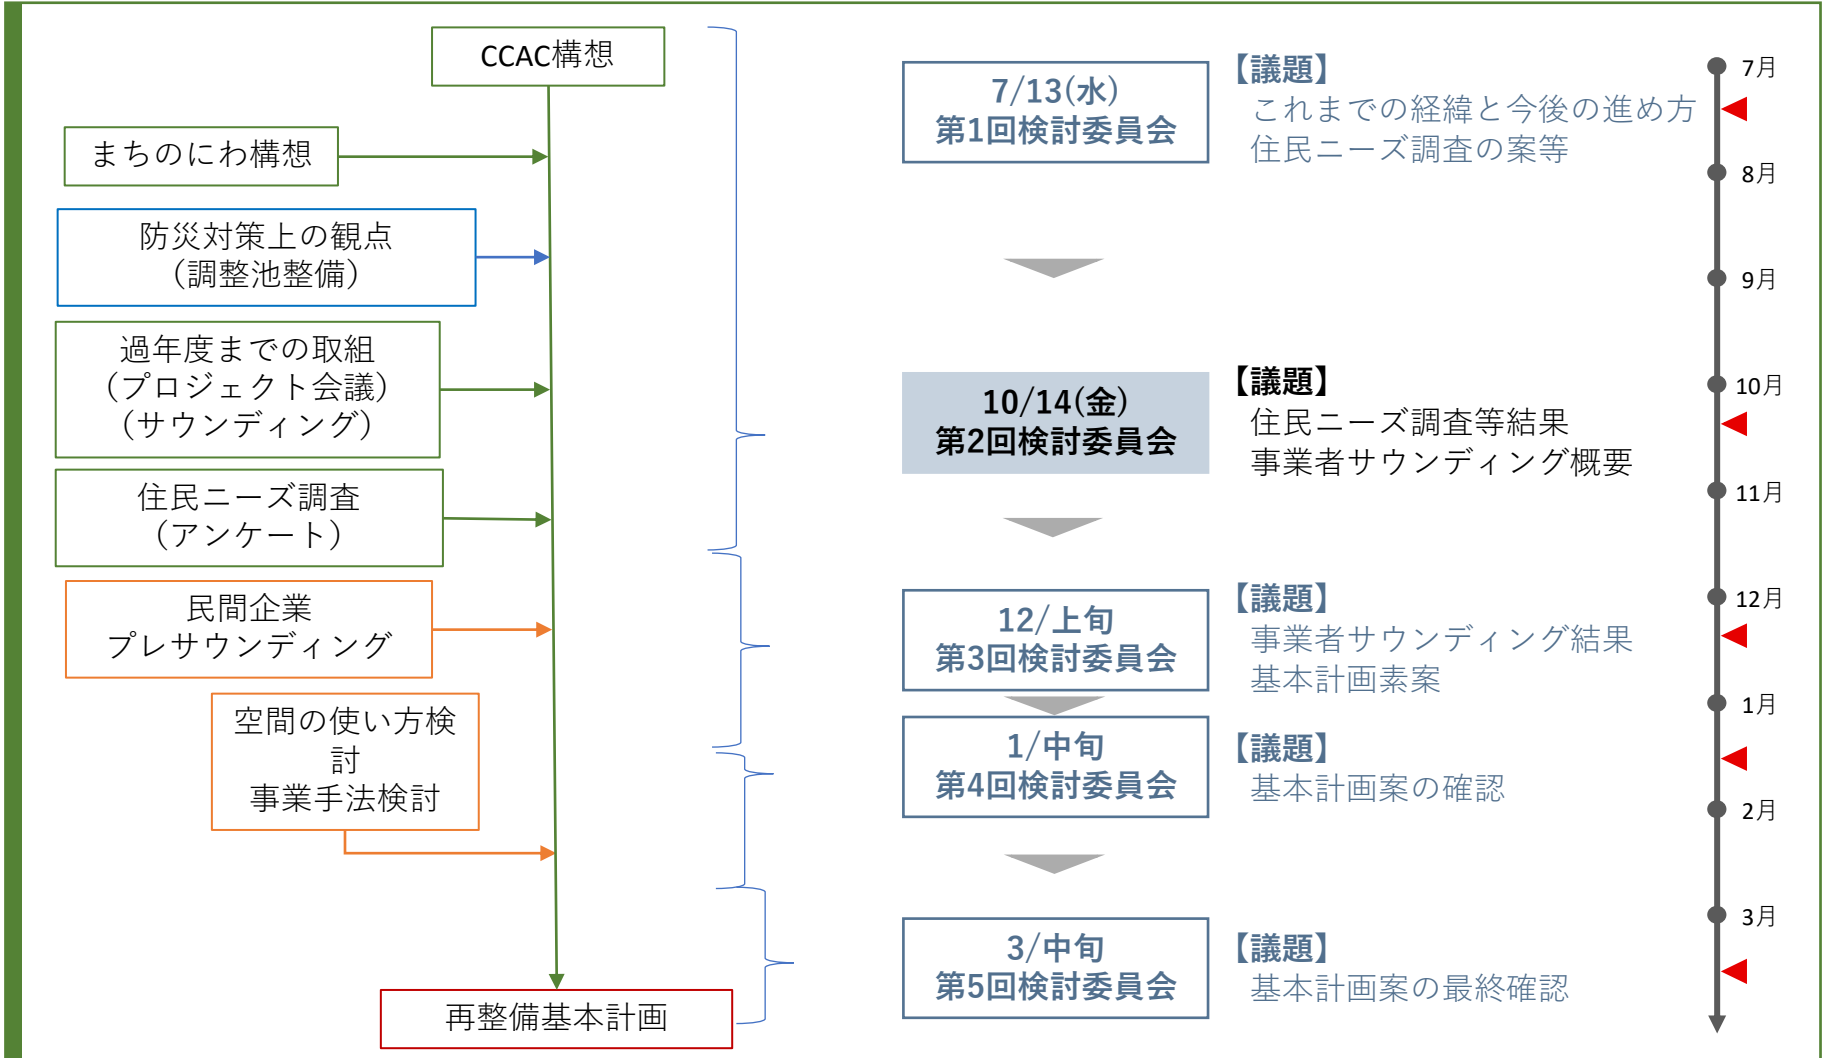 CCAC構想
まちのにわ構想
防災対策上の観点
（調整池整備）
過年度までの取組
（プロジェクト会議）
（サウンディング）
住民ニーズ調査
（アンケート）
民間企業
プレサウンディング
空間の使い方検
討
事業手法検討
再整備基本計画
7/13(水)
第1回検討委員会
【議題】
これまでの経緯と今後の進め方
住民ニーズ調査の案等
10/14(金)
第2回検討委員会
【議題】
住民ニーズ調査等結果
事業者サウンディング概要
12/上旬
第3回検討委員会
【議題】
事業者サウンディング結果
基本計画素案
1/中旬
第4回検討委員会
【議題】
基本計画案の確認
3/中旬
第5回検討委員会
【議題】
基本計画案の最終確認
7月
8月
9月
10月
11月
12月
1月
2月
3月